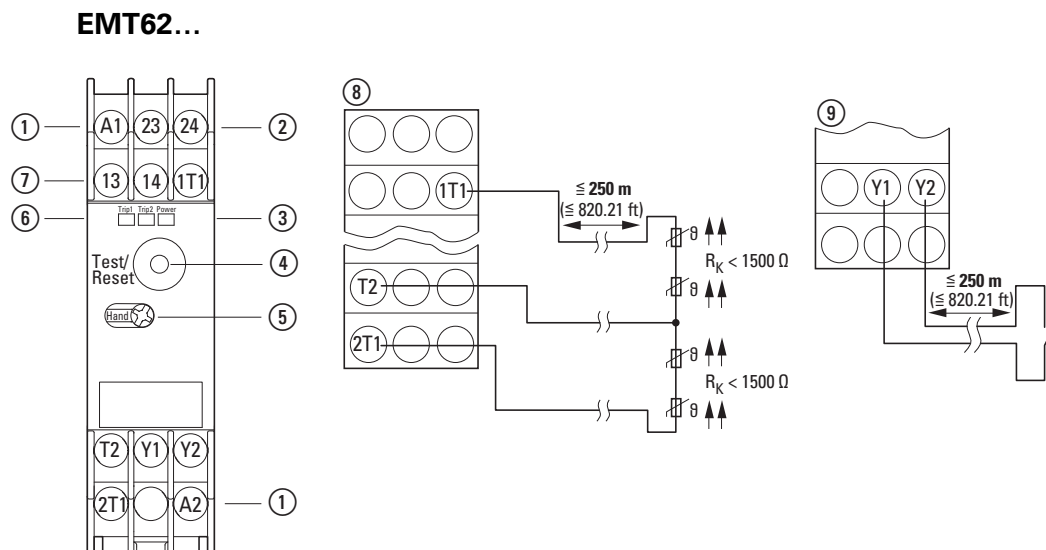 EMT62...
① A1 23 24 ②
⑦ 13 14 1T1
⑥ Trip1 Trip2 Power ③
Test/
Reset ④
Hand ⑤
T2 Y1 Y2
2T1 A2 ①
⑧
1T1
≦ 250 m
(≦ 820.21 ft)
ϑ
R_K < 1500 Ω
ϑ
T2
ϑ
2T1
R_K < 1500 Ω
ϑ
⑨
Y1 Y2
≦ 250 m
(≦ 820.21 ft)